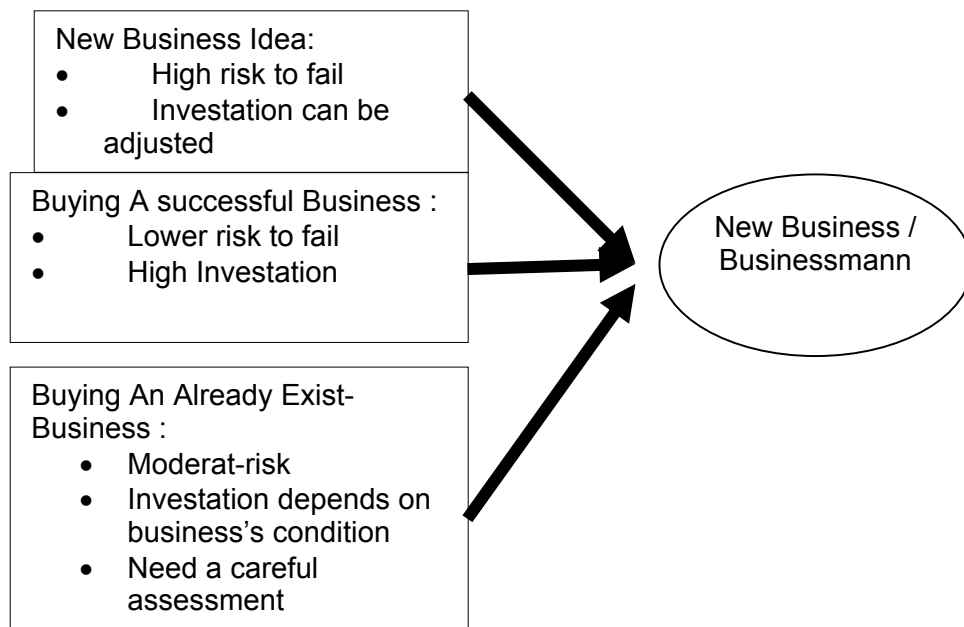 New Business Idea:
• High risk to fail
• Investation can be
adjusted
Buying A successful Business :
• Lower risk to fail
• High Investation
Buying An Already Exist-
Business :
• Moderat-risk
• Investation depends on
business’s condition
• Need a careful
assessment
New Business /
Businessmann